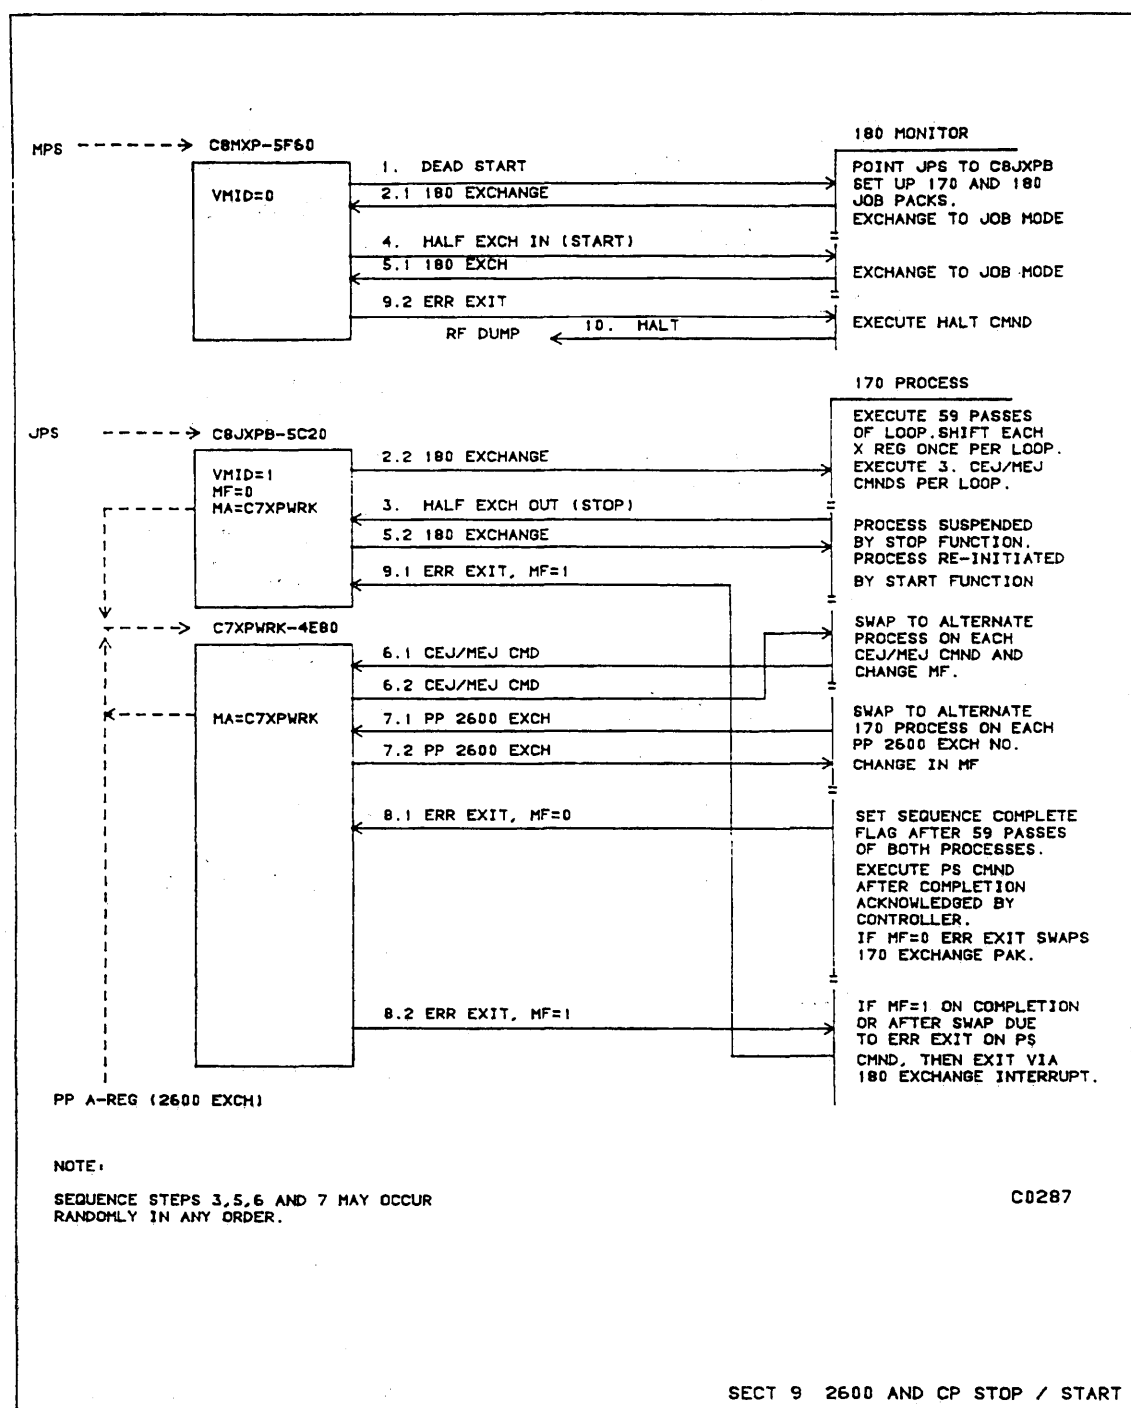 180 MONITOR
MPS
C8MXP-5F60
VMID=0
1. DEAD START
2.1 180 EXCHANGE
POINT JPS TO C8JXPB
SET UP 170 AND 180
JOB PACKS.
EXCHANGE TO JOB MODE
4. HALF EXCH IN (START)
5.1 180 EXCH
EXCHANGE TO JOB MODE
9.2 ERR EXIT
RF DUMP
10. HALT
EXECUTE HALT CMND
170 PROCESS
JPS
C8JXPB-5C20
VMID=1
MF=0
MA=C7XPWRK
2.2 180 EXCHANGE
EXECUTE 59 PASSES
OF LOOP.SHIFT EACH
X REG ONCE PER LOOP.
EXECUTE 3. CEJ/MEJ
CMNDS PER LOOP.
3. HALF EXCH OUT (STOP)
5.2 180 EXCHANGE
9.1 ERR EXIT, MF=1
PROCESS SUSPENDED
BY STOP FUNCTION.
PROCESS RE-INITIATED
BY START FUNCTION
C7XPWRK-4E80
MA=C7XPWRK
6.1 CEJ/MEJ CMD
6.2 CEJ/MEJ CMD
SWAP TO ALTERNATE
PROCESS ON EACH
CEJ/MEJ CMND AND
CHANGE MF.
7.1 PP 2600 EXCH
7.2 PP 2600 EXCH
SWAP TO ALTERNATE
170 PROCESS ON EACH
PP 2600 EXCH NO.
CHANGE IN MF
8.1 ERR EXIT, MF=0
SET SEQUENCE COMPLETE
FLAG AFTER 59 PASSES
OF BOTH PROCESSES.
EXECUTE PS CMND
AFTER COMPLETION
ACKNOWLEDGED BY
CONTROLLER.
IF MF=0 ERR EXIT SWAPS
170 EXCHANGE PAK.
8.2 ERR EXIT, MF=1
IF MF=1 ON COMPLETION
OR AFTER SWAP DUE
TO ERR EXIT ON PS
CMND, THEN EXIT VIA
180 EXCHANGE INTERRUPT.
PP A-REG (2600 EXCH)
NOTE:
SEQUENCE STEPS 3,5,6 AND 7 MAY OCCUR
RANDOMLY IN ANY ORDER.
C0287
SECT 9 2600 AND CP STOP / START